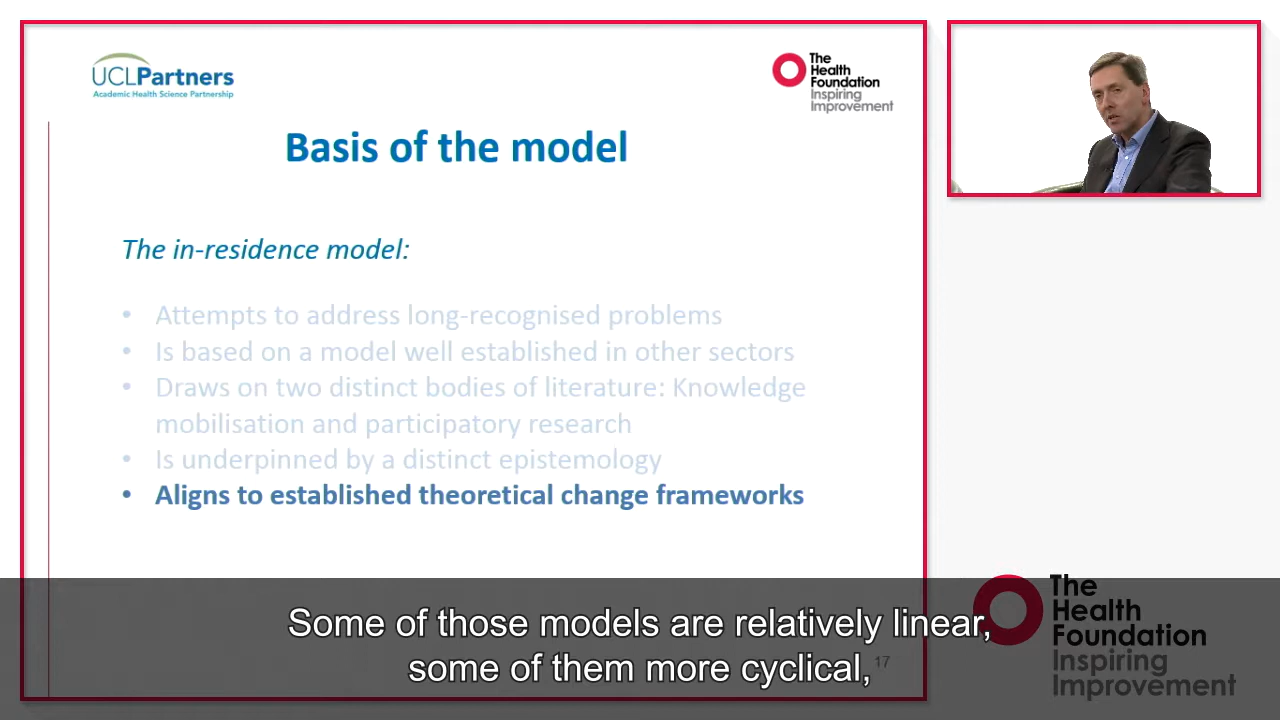 UCLPartners
Academic Health Science Partnership
The
Health
Foundation
Inspiring
Improvement
Basis of the model
The in-residence model:
• Attempts to address long-recognised problems
• Is based on a model well established in other sectors
• Draws on two distinct bodies of literature: Knowledge
mobilisation and participatory research
• Is underpinned by a distinct epistemology
• Aligns to established theoretical change frameworks
17
Some of those models are relatively linear,
some of them more cyclical,
The
Health
Foundation
Inspiring
Improvement